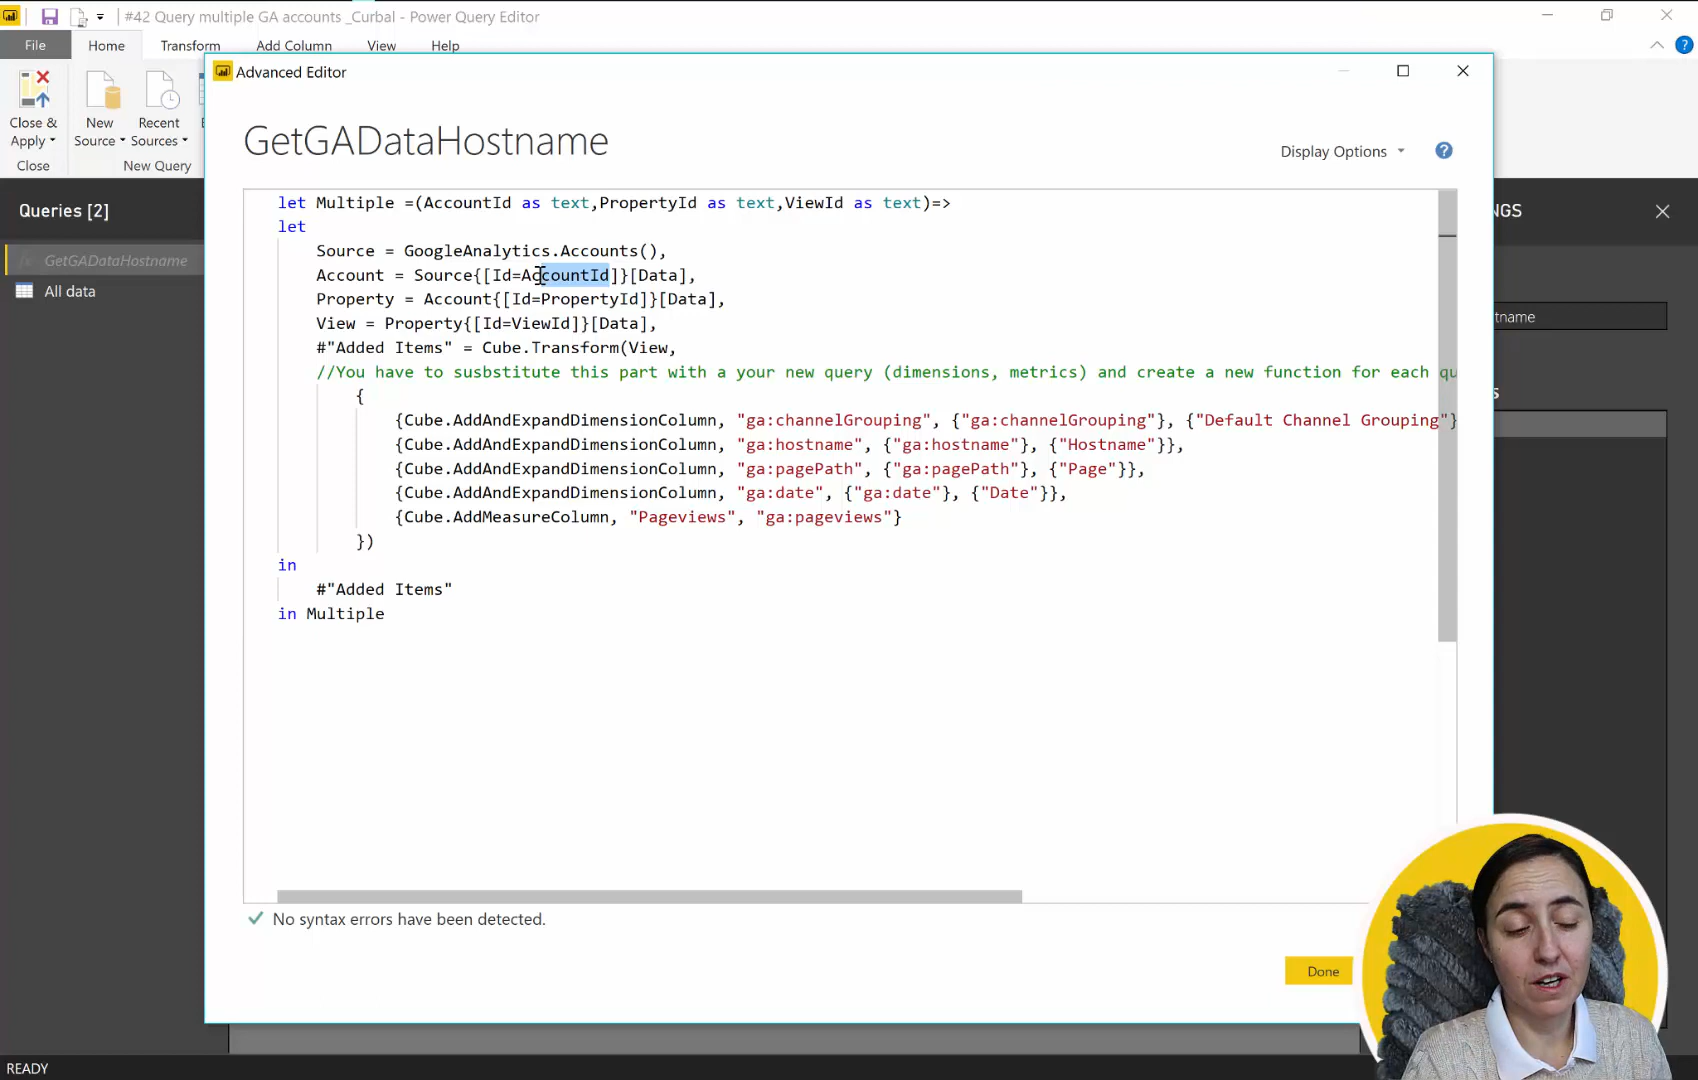 #42 Query multiple GA accounts _Curbal - Power Query Editor
File Home Transform Add Column View Help
Close & Apply
New Source
Recent Sources
Close
New Query
Queries [2]
GetGADataHostname
All data
Advanced Editor
GetGADataHostname
Display Options
let Multiple =(AccountId as text,PropertyId as text,ViewId as text)=>
let
Source = GoogleAnalytics.Accounts(),
Account = Source{[Id=AccountId]}[Data],
Property = Account{[Id=PropertyId]}[Data],
View = Property{[Id=ViewId]}[Data],
#"Added Items" = Cube.Transform(View,
//You have to susbstitute this part with a your new query (dimensions, metrics) and create a new function for each qu
{
{Cube.AddAndExpandDimensionColumn, "ga:channelGrouping", {"ga:channelGrouping"}, {"Default Channel Grouping"}
{Cube.AddAndExpandDimensionColumn, "ga:hostname", {"ga:hostname"}, {"Hostname"}},
{Cube.AddAndExpandDimensionColumn, "ga:pagePath", {"ga:pagePath"}, {"Page"}},
{Cube.AddAndExpandDimensionColumn, "ga:date", {"ga:date"}, {"Date"}},
{Cube.AddMeasureColumn, "Pageviews", "ga:pageviews"}
})
in
#"Added Items"
in Multiple
No syntax errors have been detected.
Done
NGS
tname
s
READY